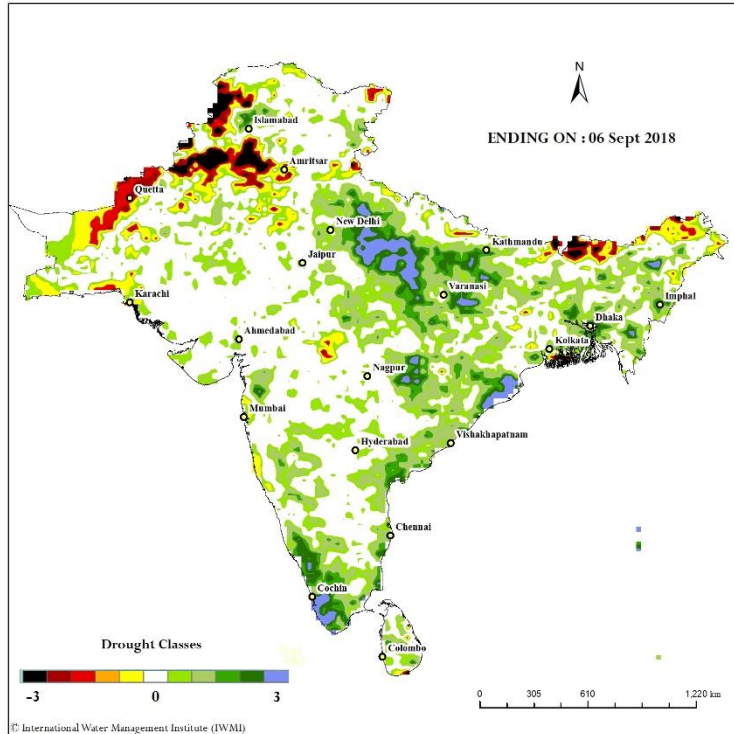 N
ENDING ON : 06 Sept 2018
Islamabad
Amritsar
Quetta
New Delhi
Kathmandu
Jaipur
Varanasi
Imphal
Karachi
Dhaka
Ahmedabad
Kolkata
Nagpur
Mumbai
Hyderabad
Vishakhapatnam
Chennai
Cochin
Colombo
Drought Classes
-3 0 3
0 305 610 1,220 km
© International Water Management Institute (IWMI)